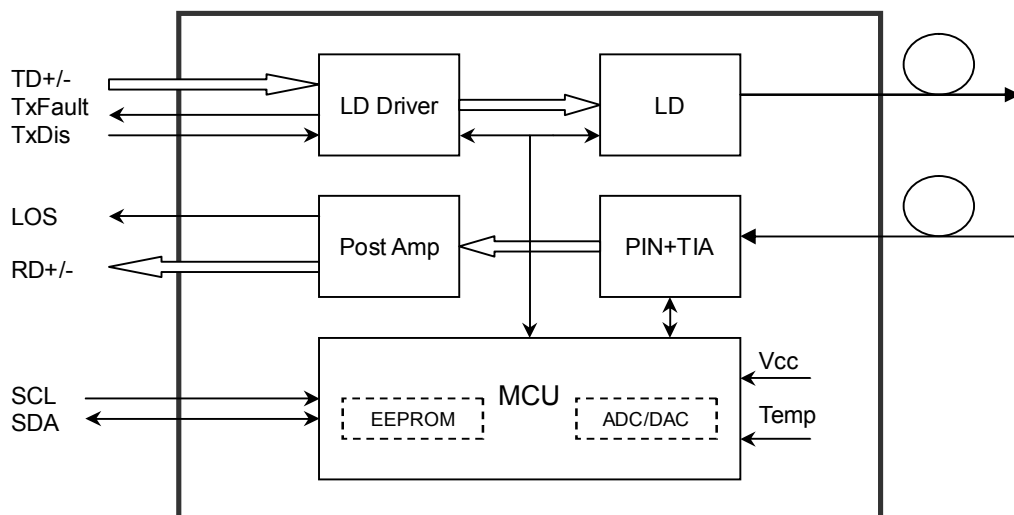 TD+/-
TxFault
TxDis
LD Driver
LD
LOS
RD+/-
Post Amp
PIN+TIA
SCL
SDA
MCU
EEPROM
ADC/DAC
Vcc
Temp